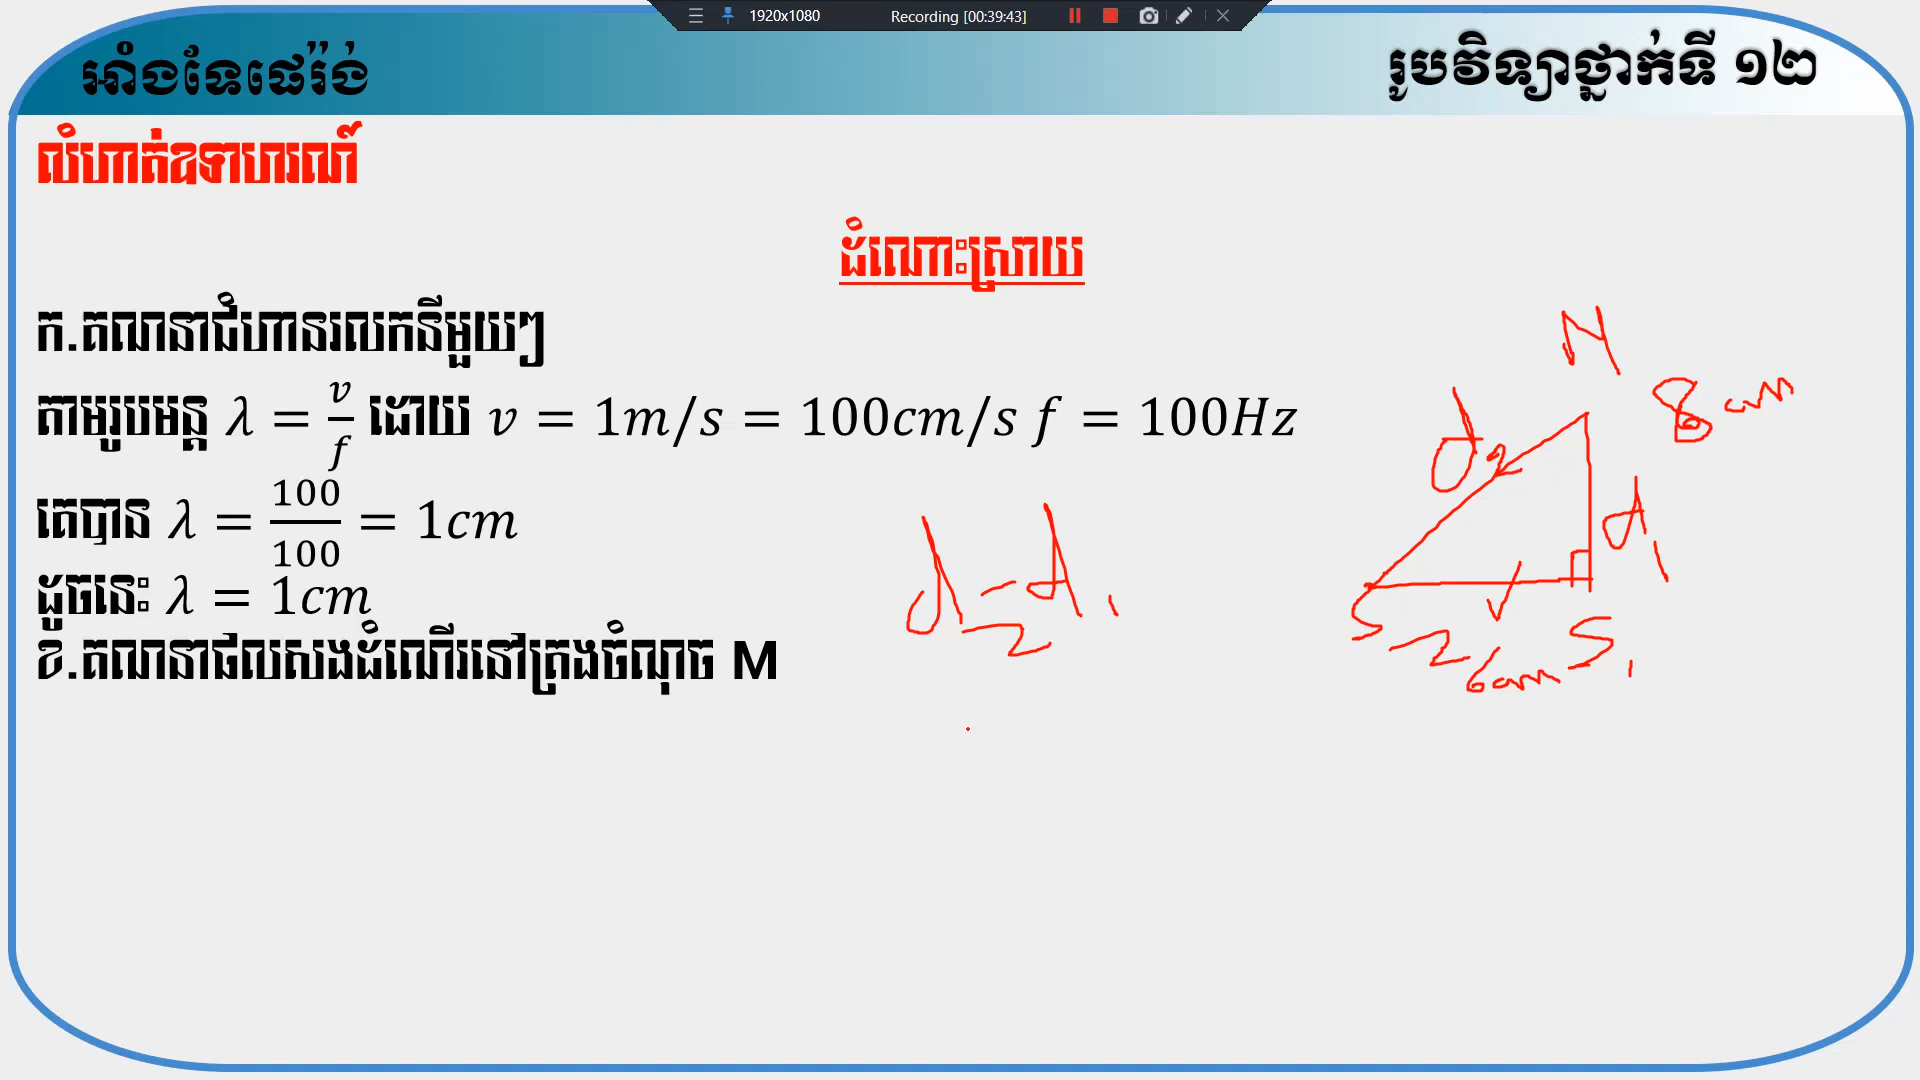 1920x1080 Recording [00:39:43]
អាំងទែផេរ៉ង់ រូបវិទ្យាថ្នាក់ទី ១២
លំហាត់ឧទាហរណ៍
ដំណោះស្រាយ
ក.គណនាជំហានរលកនីមួយៗ
តាមរូបមន្ត λ = v/f ដោយ v = 1m/s = 100cm/s f = 100Hz
គេបាន λ = 100/100 = 1cm
ដូចនេះ λ = 1cm
ខ.គណនាផលសងដំណើរនៅត្រង់ចំណុច M
M
8cm
d2
d1
d2 - d1
S2 6cm S1